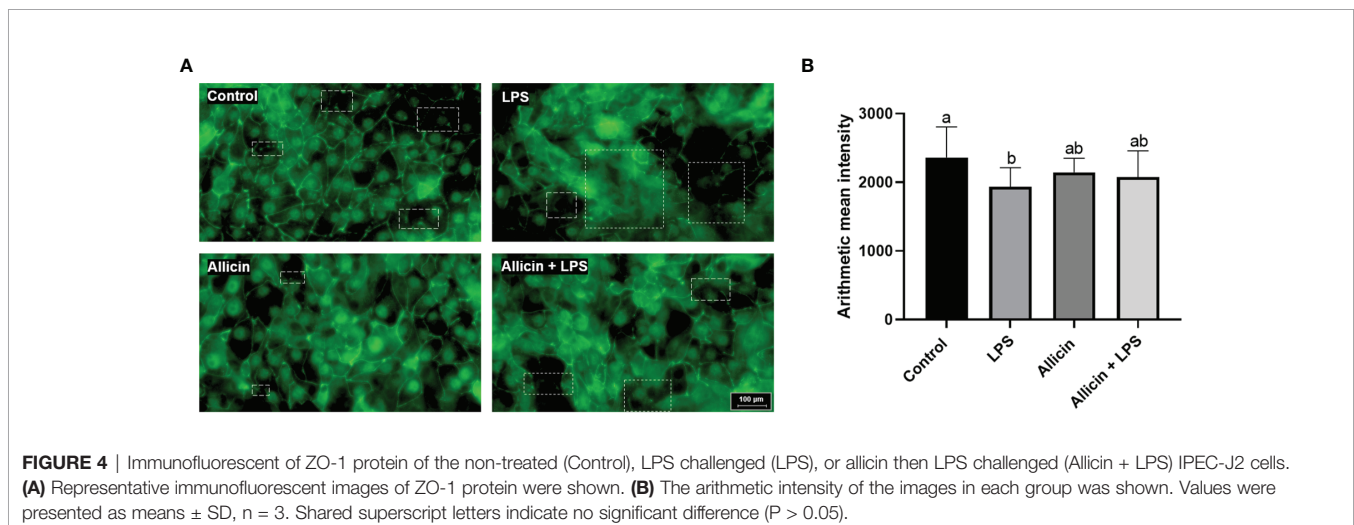 A
B
Control
LPS
Allicin
Allicin + LPS
100 µm
Arithmetic mean intensity
3000
2000
1000
0
a
b
ab
ab
Control
LPS
Allicin
Allicin + LPS
FIGURE 4 | Immunofluorescent of ZO-1 protein of the non-treated (Control), LPS challenged (LPS), or allicin then LPS challenged (Allicin + LPS) IPEC-J2 cells.
(A) Representative immunofluorescent images of ZO-1 protein were shown. (B) The arithmetic intensity of the images in each group was shown. Values were
presented as means ± SD, n = 3. Shared superscript letters indicate no significant difference (P > 0.05).